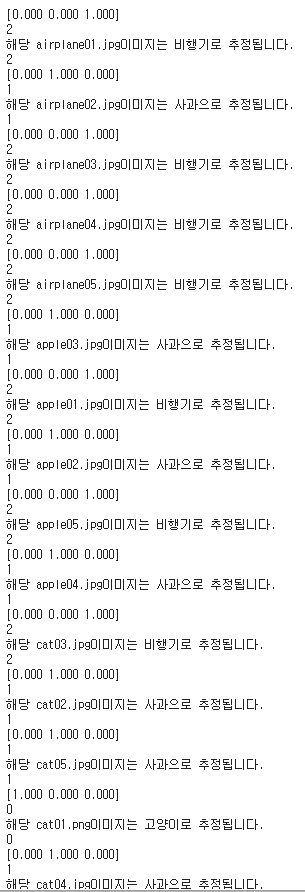 [0.000 0.000 1.000]
2
해당 airplane01.jpg이미지는 비행기로 추정됩니다.
2
[0.000 1.000 0.000]
1
해당 airplane02.jpg이미지는 사과으로 추정됩니다.
1
[0.000 0.000 1.000]
2
해당 airplane03.jpg이미지는 비행기로 추정됩니다.
2
[0.000 0.000 1.000]
2
해당 airplane04.jpg이미지는 비행기로 추정됩니다.
2
[0.000 0.000 1.000]
2
해당 airplane05.jpg이미지는 비행기로 추정됩니다.
2
[0.000 1.000 0.000]
1
해당 apple03.jpg이미지는 사과으로 추정됩니다.
1
[0.000 0.000 1.000]
2
해당 apple01.jpg이미지는 비행기로 추정됩니다.
2
[0.000 1.000 0.000]
1
해당 apple02.jpg이미지는 사과으로 추정됩니다.
1
[0.000 0.000 1.000]
2
해당 apple05.jpg이미지는 비행기로 추정됩니다.
2
[0.000 1.000 0.000]
1
해당 apple04.jpg이미지는 사과으로 추정됩니다.
1
[0.000 0.000 1.000]
2
해당 cat03.jpg이미지는 비행기로 추정됩니다.
2
[0.000 1.000 0.000]
1
해당 cat02.jpg이미지는 사과으로 추정됩니다.
1
[0.000 1.000 0.000]
1
해당 cat05.jpg이미지는 사과으로 추정됩니다.
1
[1.000 0.000 0.000]
0
해당 cat01.png이미지는 고양이로 추정됩니다.
0
[0.000 1.000 0.000]
1
해당 cat04.jpg이미지는 사과으로 추정됩니다.